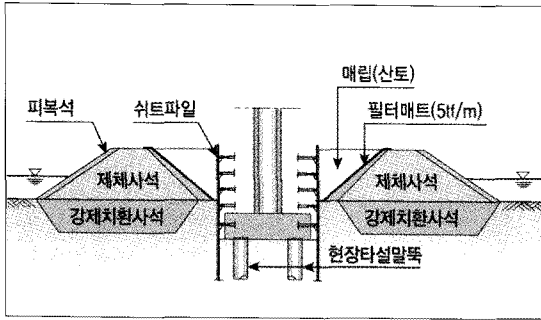 매립(산토)
피복석
쉬트파일
필터매트(5tf/m)
제체사석
제체사석
강제치환사석
강제치환사석
현장타설말뚝